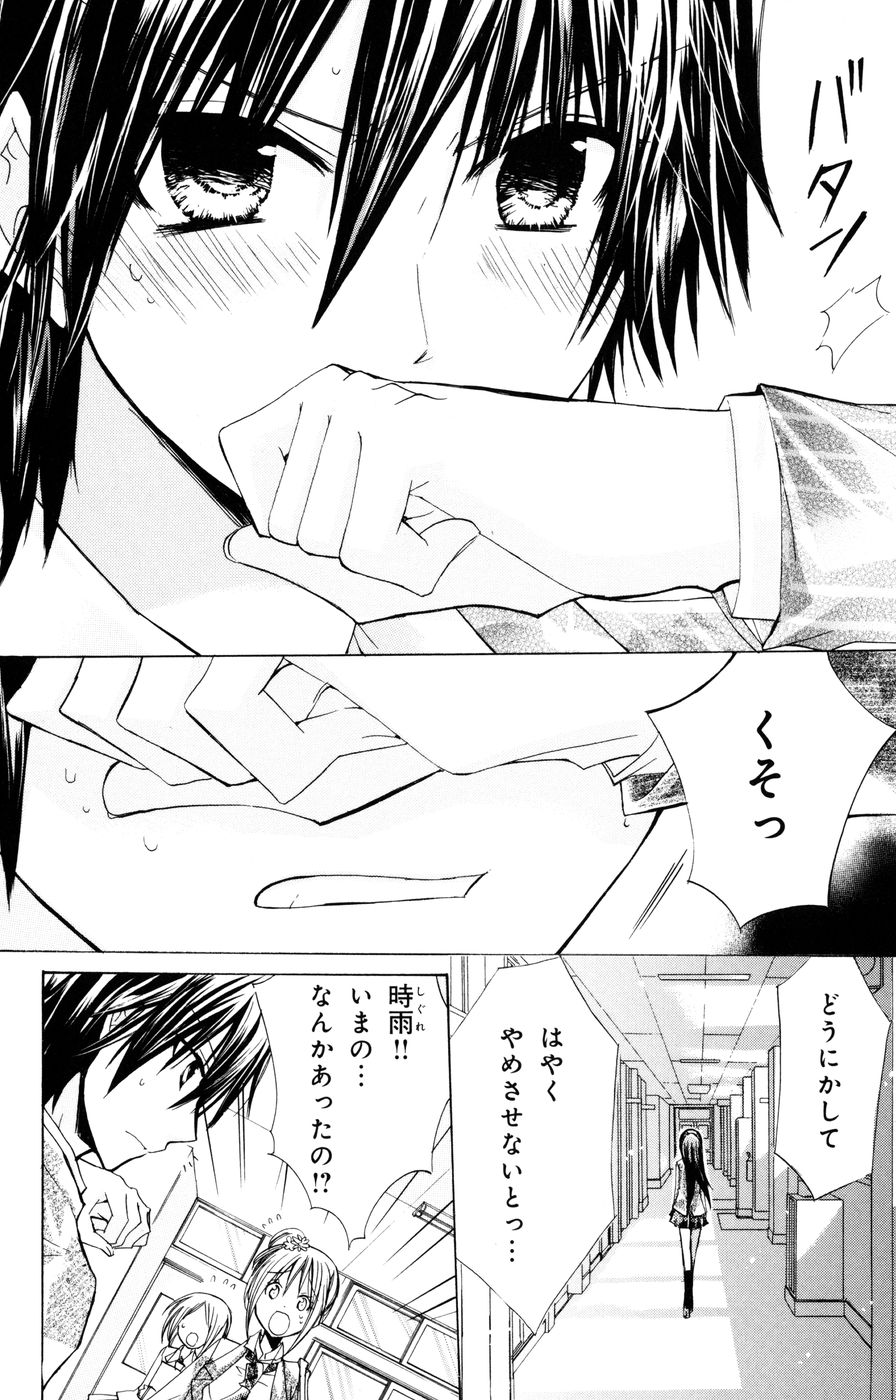 バタン
くそっ
どうにかして
はやく
やめさせないとっ…
時雨!!
しぐれ
いまの…
なんかあったの!?